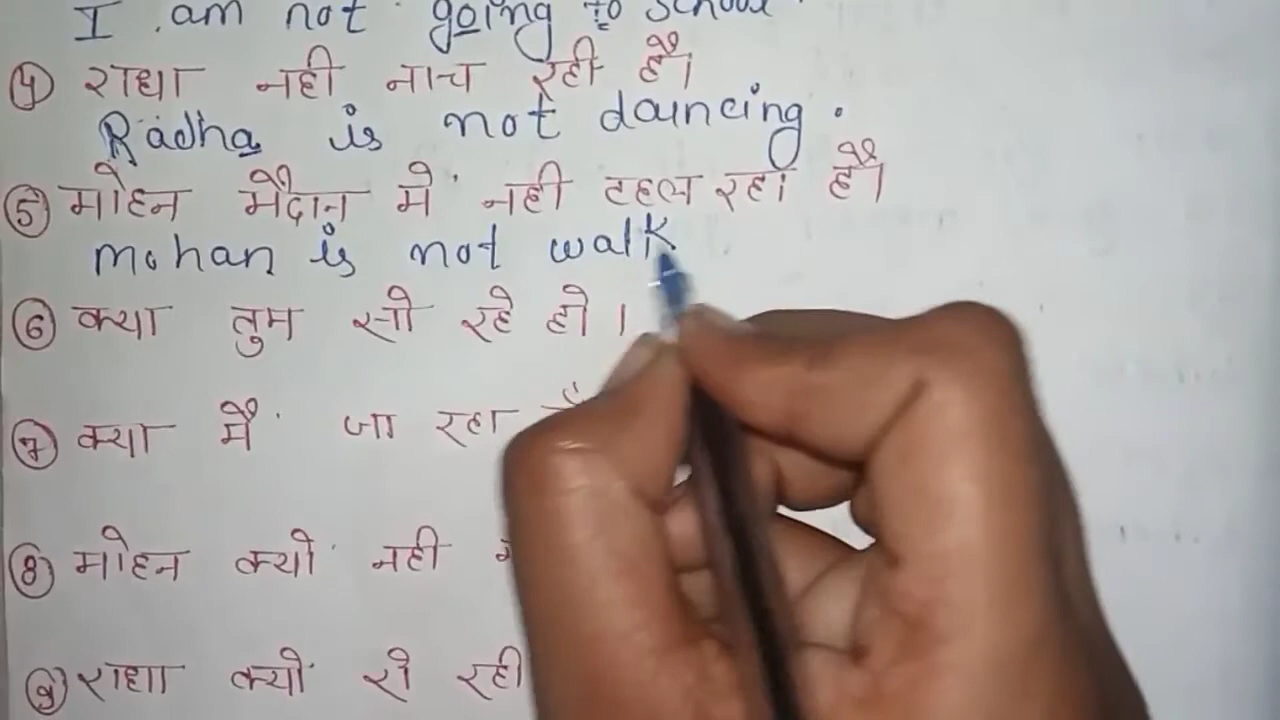 I am not going to school
④ राधा नही नाच रही है।
Radha is not dancing.
⑤ मोहन मैदान में नही टहल रहा है।
mohan is not walk
⑥ क्या तुम सो रहे हो।
⑦ क्या मैं जा रहा
⑧ मोहन क्यों नही
⑨ राधा क्यों रो रही